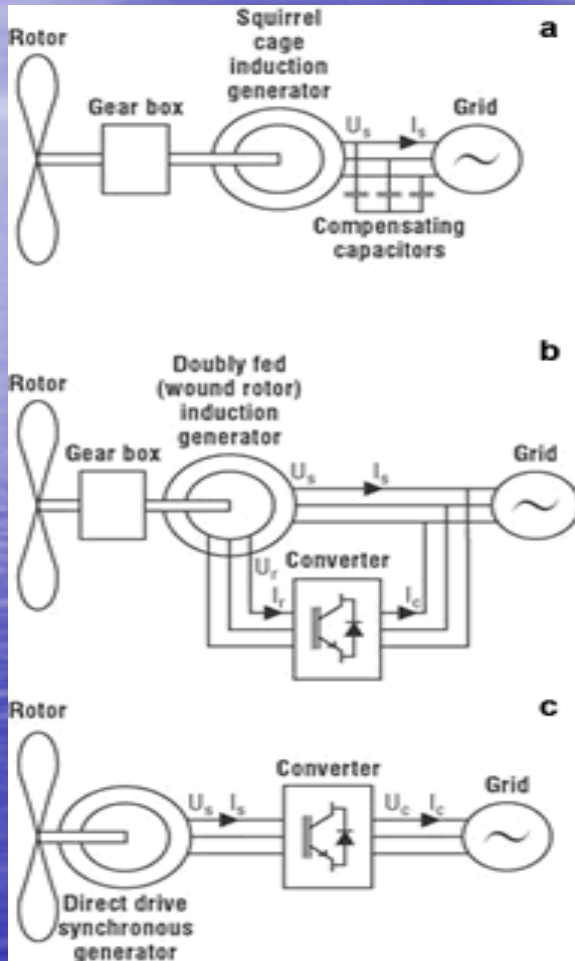 a
Squirrel
cage
induction
generator
Rotor
Gear box
Us
Is
Grid
Compensating
capacitors
b
Doubly fed
(wound rotor)
induction
generator
Rotor
Gear box
Us
Is
Grid
Ur
Converter
Ir
Ic
c
Rotor
Converter
Grid
Us
Is
Uc
Ic
Direct drive
synchronous
generator